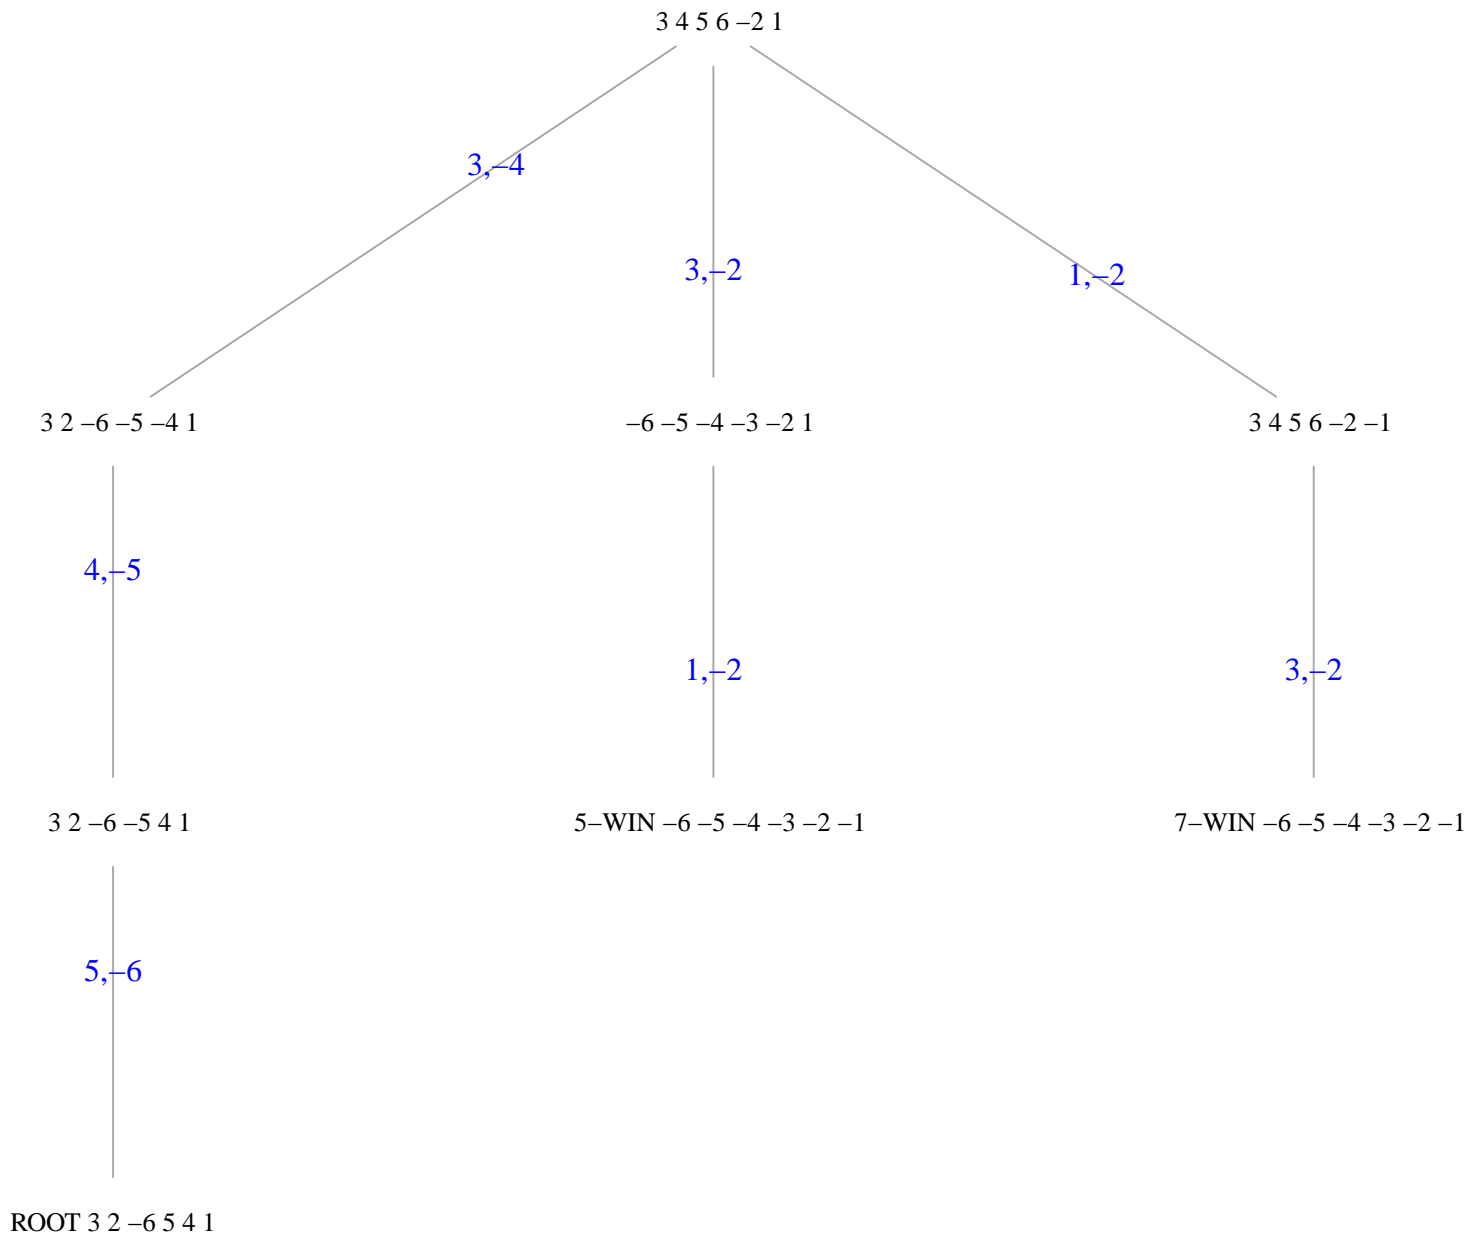 3 4 5 6 –2 1
3,–4
3,–2
1,–2
3 2 –6 –5 –4 1
–6 –5 –4 –3 –2 1
3 4 5 6 –2 –1
4,–5
1,–2
3,–2
3 2 –6 –5 4 1
5–WIN –6 –5 –4 –3 –2 –1
7–WIN –6 –5 –4 –3 –2 –1
5,–6
ROOT 3 2 –6 5 4 1